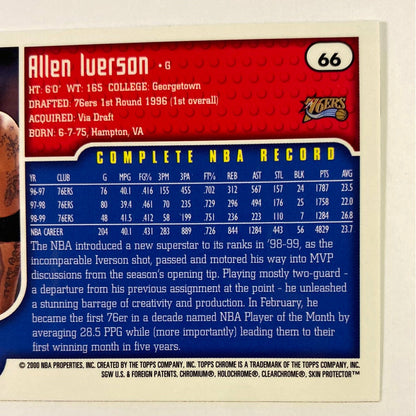 Allen Iverson • G
66
HT: 6'0" WT: 165 COLLEGE: Georgetown
DRAFTED: 76ers 1st Round 1996 (1st overall)
ACQUIRED: Via Draft
BORN: 6-7-75, Hampton, VA
76ERS
COMPLETE NBA RECORD
YR CLUB G MPG FG% 3PM 3PA FT% REB AST STL BLK PTS AVG
96-97 76ERS 76 40.1 .416 155 455 .702 312 567 157 24 1787 23.5
97-98 76ERS 80 39.4 .461 70 235 .729 296 494 176 25 1758 22.0
98-99 76ERS 48 41.5 .412 58 199 .751 236 223 110 7 1284 26.8
NBA CAREER 204 40.1 .431 283 889 .726 844 1284 443 56 4829 23.7
The NBA introduced a new superstar to its ranks in '98-99, as the
incomparable Iverson shot, passed and motored his way into MVP
discussions from the season's opening tip. Playing mostly two-guard -
a departure from his previous assignment at the point - he unleashed
a stunning barrage of creativity and production. In February, he
became the first 76er in a decade named NBA Player of the Month by
averaging 28.5 PPG while (more importantly) leading them to their
first winning month in five years.
© 2000 NBA PROPERTIES, INC. CREATED BY THE TOPPS COMPANY, INC. TOPPS CHROME IS A TRADEMARK OF THE TOPPS COMPANY, INC.
SGW U.S. & FOREIGN PATENTS, CHROMIUM®, HOLOCHROME®, CLEARCHROME®, SKIN PROTECTOR™.